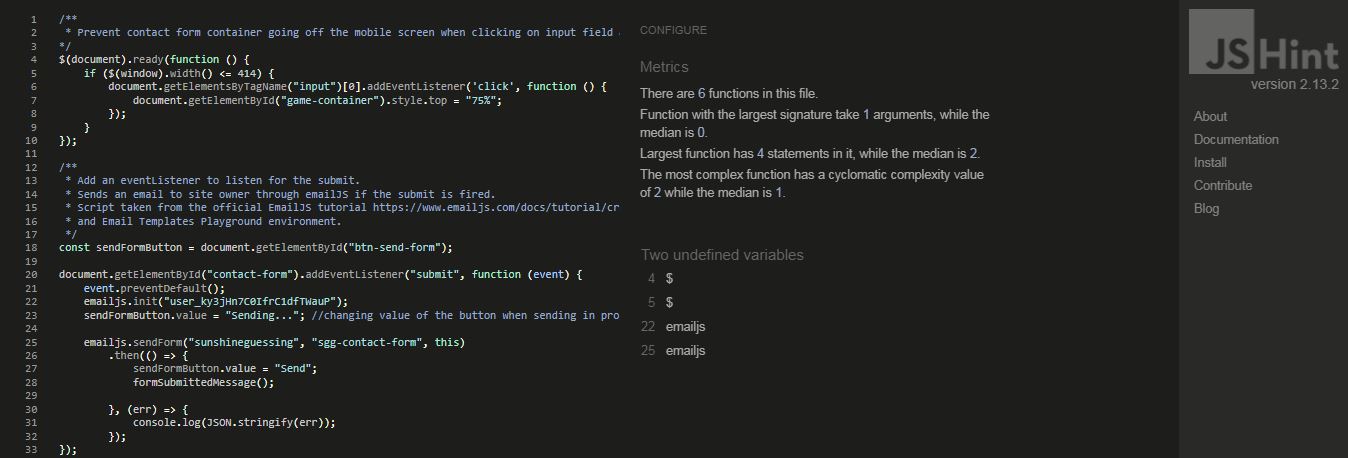 1 /**
2 * Prevent contact form container going off the mobile screen when clicking on input field
3 */
4 $(document).ready(function () {
5 if ($(window).width() <= 414) {
6 document.getElementsByTagName("input")[0].addEventListener('click', function () {
7 document.getElementById("game-container").style.top = "75%";
8 });
9 }
10 });
11
12 /**
13 * Add an eventListener to listen for the submit.
14 * Sends an email to site owner through emailJS if the submit is fired.
15 * Script taken from the official EmailJS tutorial https://www.emailjs.com/docs/tutorial/cr
16 * and Email Templates Playground environment.
17 */
18 const sendFormButton = document.getElementById("btn-send-form");
19
20 document.getElementById("contact-form").addEventListener("submit", function (event) {
21 event.preventDefault();
22 emailjs.init("user_ky3jHn7C0IfrC1dfTWauP");
23 sendFormButton.value = "Sending..."; //changing value of the button when sending in pro
24
25 emailjs.sendForm("sunshineguessing", "sgg-contact-form", this)
26 .then(() => {
27 sendFormButton.value = "Send";
28 formSubmittedMessage();
29
30 }, (err) => {
31 console.log(JSON.stringify(err));
32 });
33 });
CONFIGURE
Metrics
There are 6 functions in this file.
Function with the largest signature take 1 arguments, while the
median is 0.
Largest function has 4 statements in it, while the median is 2.
The most complex function has a cyclomatic complexity value
of 2 while the median is 1.
Two undefined variables
4 $
5 $
22 emailjs
25 emailjs
JSHint
version 2.13.2
About
Documentation
Install
Contribute
Blog